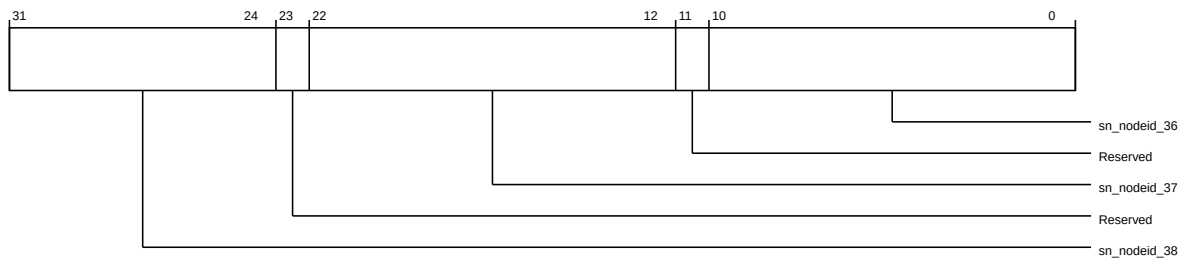 31 24 23 22 12 11 10 0
sn_nodeid_36
Reserved
sn_nodeid_37
Reserved
sn_nodeid_38